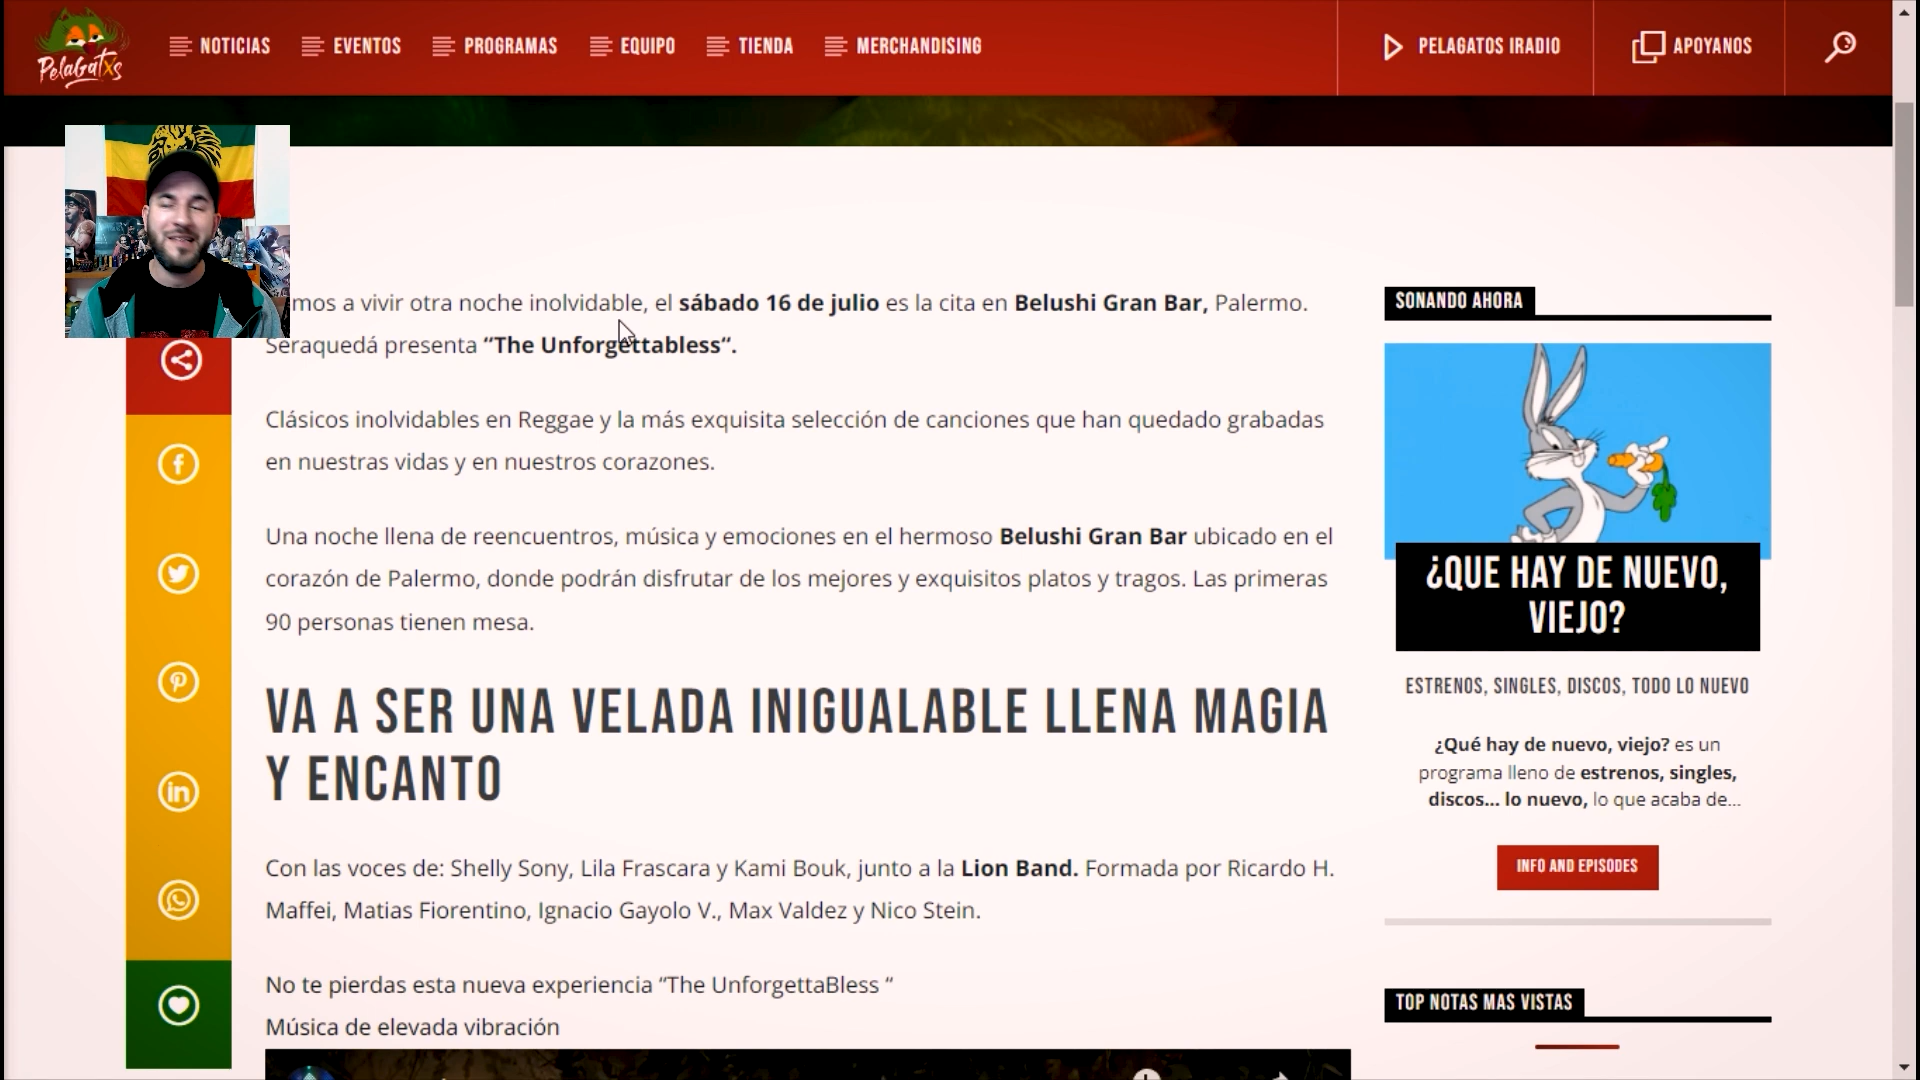 PelaGatxs
NOTICIAS
EVENTOS
PROGRAMAS
EQUIPO
TIENDA
MERCHANDISING
PELAGATOS IRADIO
APOYANOS
mos a vivir otra noche inolvidable, el sábado 16 de julio es la cita en Belushi Gran Bar, Palermo.
Seraquedá presenta “The Unforgettabless“.
Clásicos inolvidables en Reggae y la más exquisita selección de canciones que han quedado grabadas
en nuestras vidas y en nuestros corazones.
Una noche llena de reencuentros, música y emociones en el hermoso Belushi Gran Bar ubicado en el
corazón de Palermo, donde podrán disfrutar de los mejores y exquisitos platos y tragos. Las primeras
90 personas tienen mesa.
VA A SER UNA VELADA INIGUALABLE LLENA MAGIA
Y ENCANTO
Con las voces de: Shelly Sony, Lila Frascara y Kami Bouk, junto a la Lion Band. Formada por Ricardo H.
Maffei, Matias Fiorentino, Ignacio Gayolo V., Max Valdez y Nico Stein.
No te pierdas esta nueva experiencia “The UnforgettaBless “
Música de elevada vibración
SONANDO AHORA
¿QUE HAY DE NUEVO,
VIEJO?
ESTRENOS, SINGLES, DISCOS, TODO LO NUEVO
¿Qué hay de nuevo, viejo? es un
programa lleno de estrenos, singles,
discos... lo nuevo, lo que acaba de...
INFO AND EPISODES
TOP NOTAS MAS VISTAS